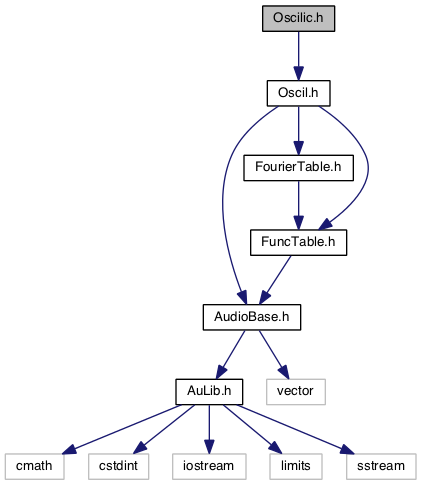 Oscilic.h
Oscil.h
FourierTable.h
FuncTable.h
AudioBase.h
AuLib.h
vector
cmath
cstdint
iostream
limits
sstream